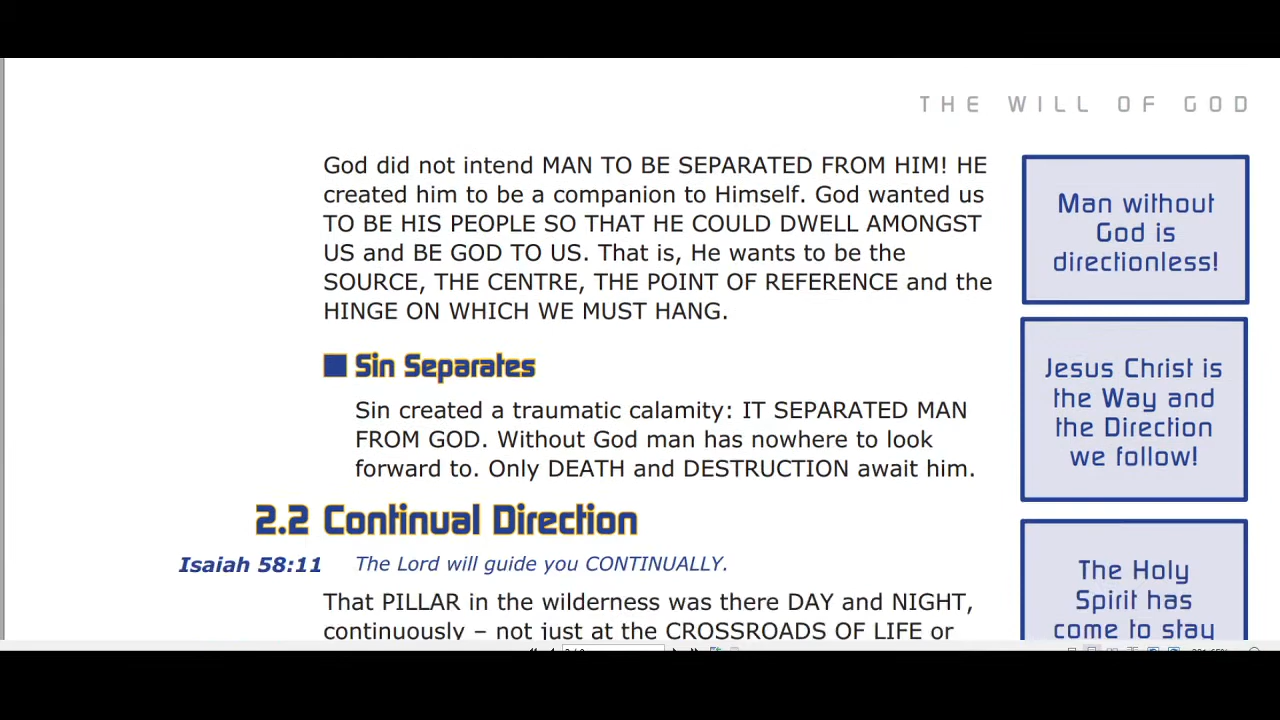 THE WILL OF GOD
God did not intend MAN TO BE SEPARATED FROM HIM! HE
created him to be a companion to Himself. God wanted us
TO BE HIS PEOPLE SO THAT HE COULD DWELL AMONGST
US and BE GOD TO US. That is, He wants to be the
SOURCE, THE CENTRE, THE POINT OF REFERENCE and the
HINGE ON WHICH WE MUST HANG.
Sin Separates
Sin created a traumatic calamity: IT SEPARATED MAN
FROM GOD. Without God man has nowhere to look
forward to. Only DEATH and DESTRUCTION await him.
2.2 Continual Direction
Isaiah 58:11 The Lord will guide you CONTINUALLY.
That PILLAR in the wilderness was there DAY and NIGHT,
continuously – not just at the CROSSROADS OF LIFE or
Man without
God is
directionless!
Jesus Christ is
the Way and
the Direction
we follow!
The Holy
Spirit has
come to stay